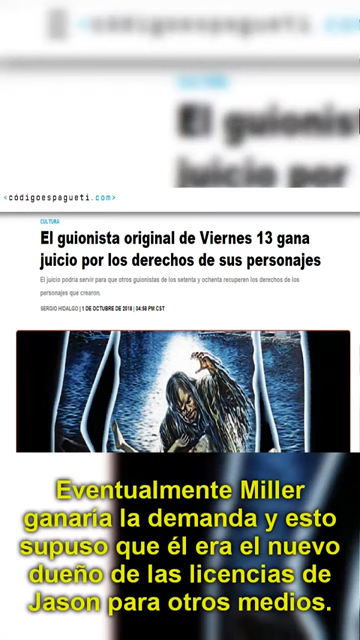 <códigoespagueti.com>
CULTURA
El guionista original de Viernes 13 gana
juicio por los derechos de sus personajes
El juicio podría servir para que otros guionistas de los setenta y ochenta recuperen los derechos de los
personajes que crearon.
SERGIO HIDALGO | 1 DE OCTUBRE DE 2018 | 04:58 PM CST
Eventualmente Miller
ganaría la demanda y esto
supuso que él era el nuevo
dueño de las licencias de
Jason para otros medios.